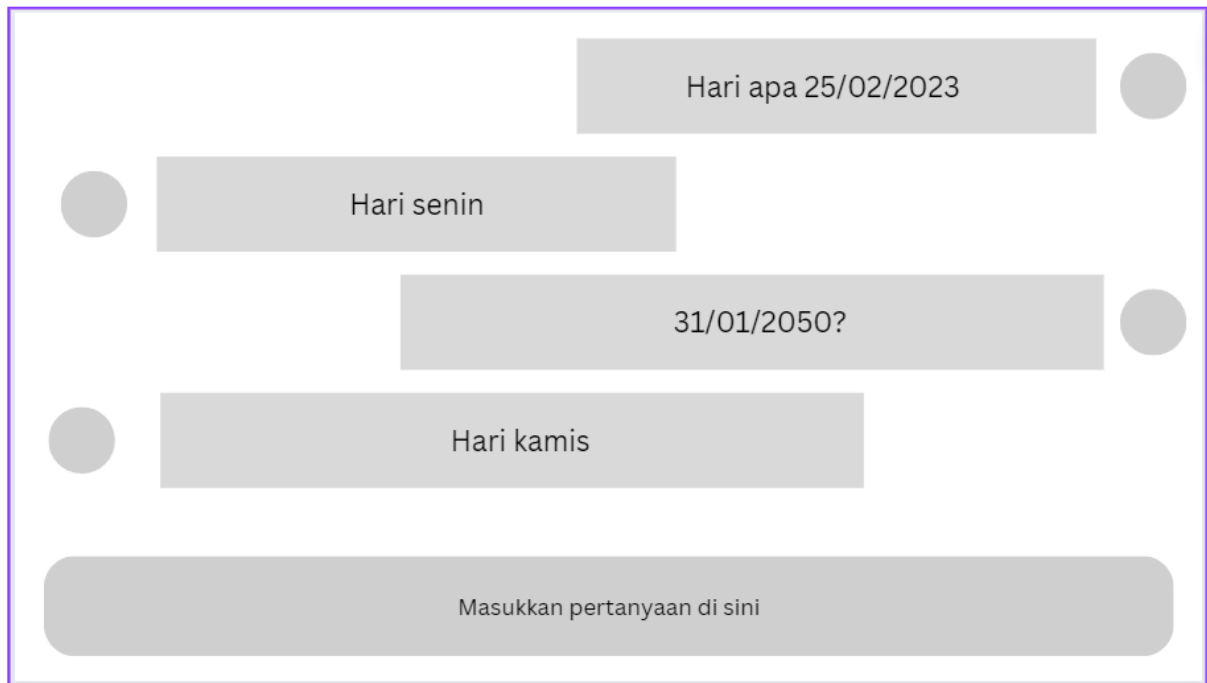 Hari apa 25/02/2023
Hari senin
31/01/2050?
Hari kamis
Masukkan pertanyaan di sini